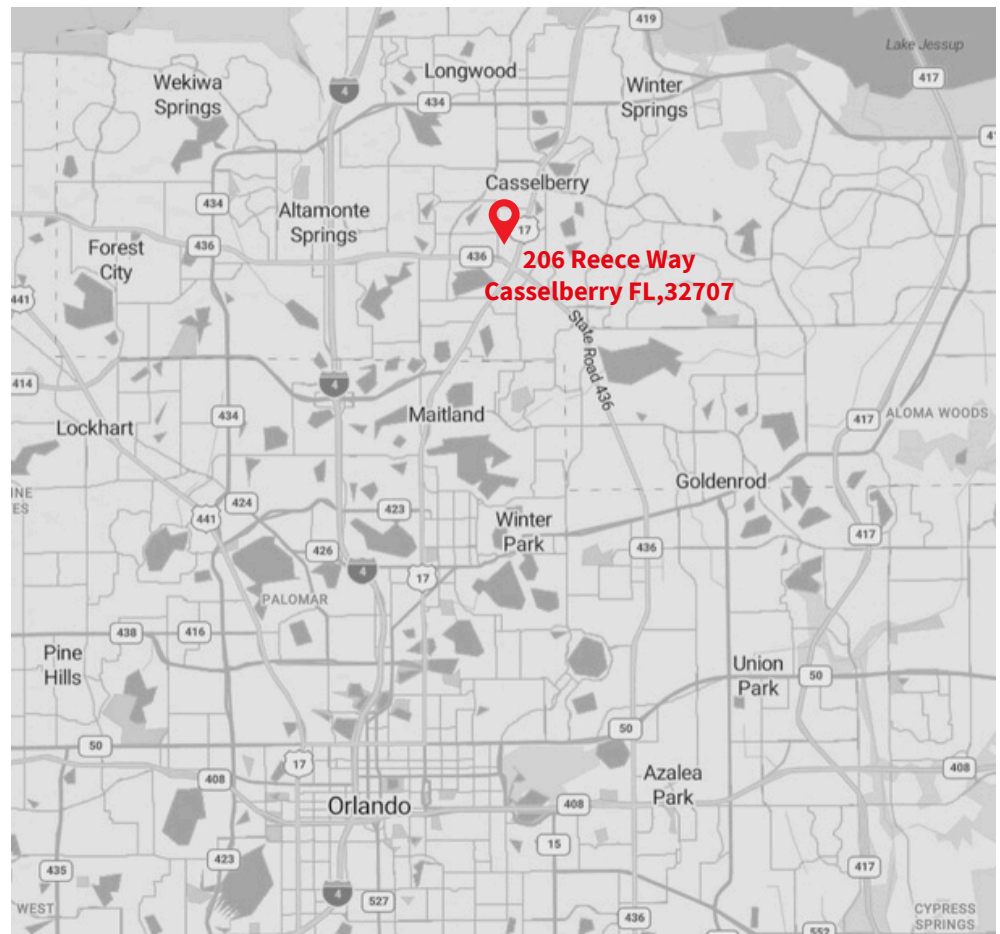 419
Lake Jessup
417
Longwood
Wekiwa
Springs
4
Winter
Springs
434
Casselberry
434
Altamonte
Springs
17
Forest
City
436
436
206 Reece Way
Casselberry FL,32707
441
State Road 436
414
4
434
Maitland
417
ALOMA WOODS
Lockhart
Goldenrod
424
423
441
Winter
Park
417
426
436
4
17
PALOMAR
438
416
Pine
Hills
Union
Park
50
50
50
17
408
Azalea
Park
408
Orlando
408
15
423
435
417
4
527
WEST
436
CYPRESS
SPRINGS
552